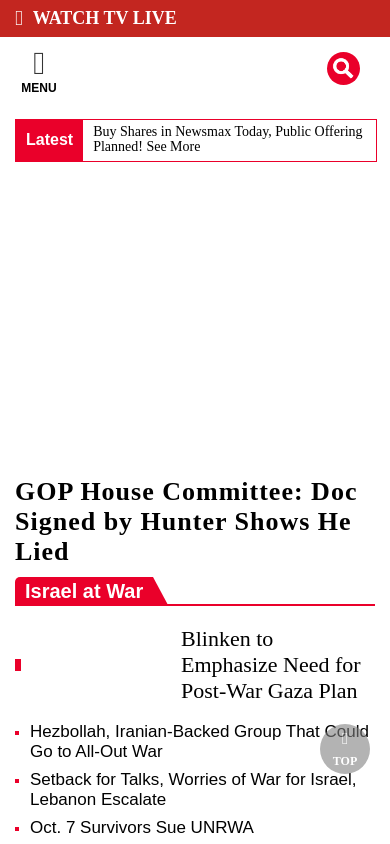 WATCH TV LIVE
MENU
Latest
Buy Shares in Newsmax Today, Public Offering
Planned! See More
GOP House Committee: Doc
Signed by Hunter Shows He
Lied
Israel at War
Blinken to
Emphasize Need for
Post-War Gaza Plan
Hezbollah, Iranian-Backed Group That Could
Go to All-Out War
Setback for Talks, Worries of War for Israel,
Lebanon Escalate
Oct. 7 Survivors Sue UNRWA
TOP